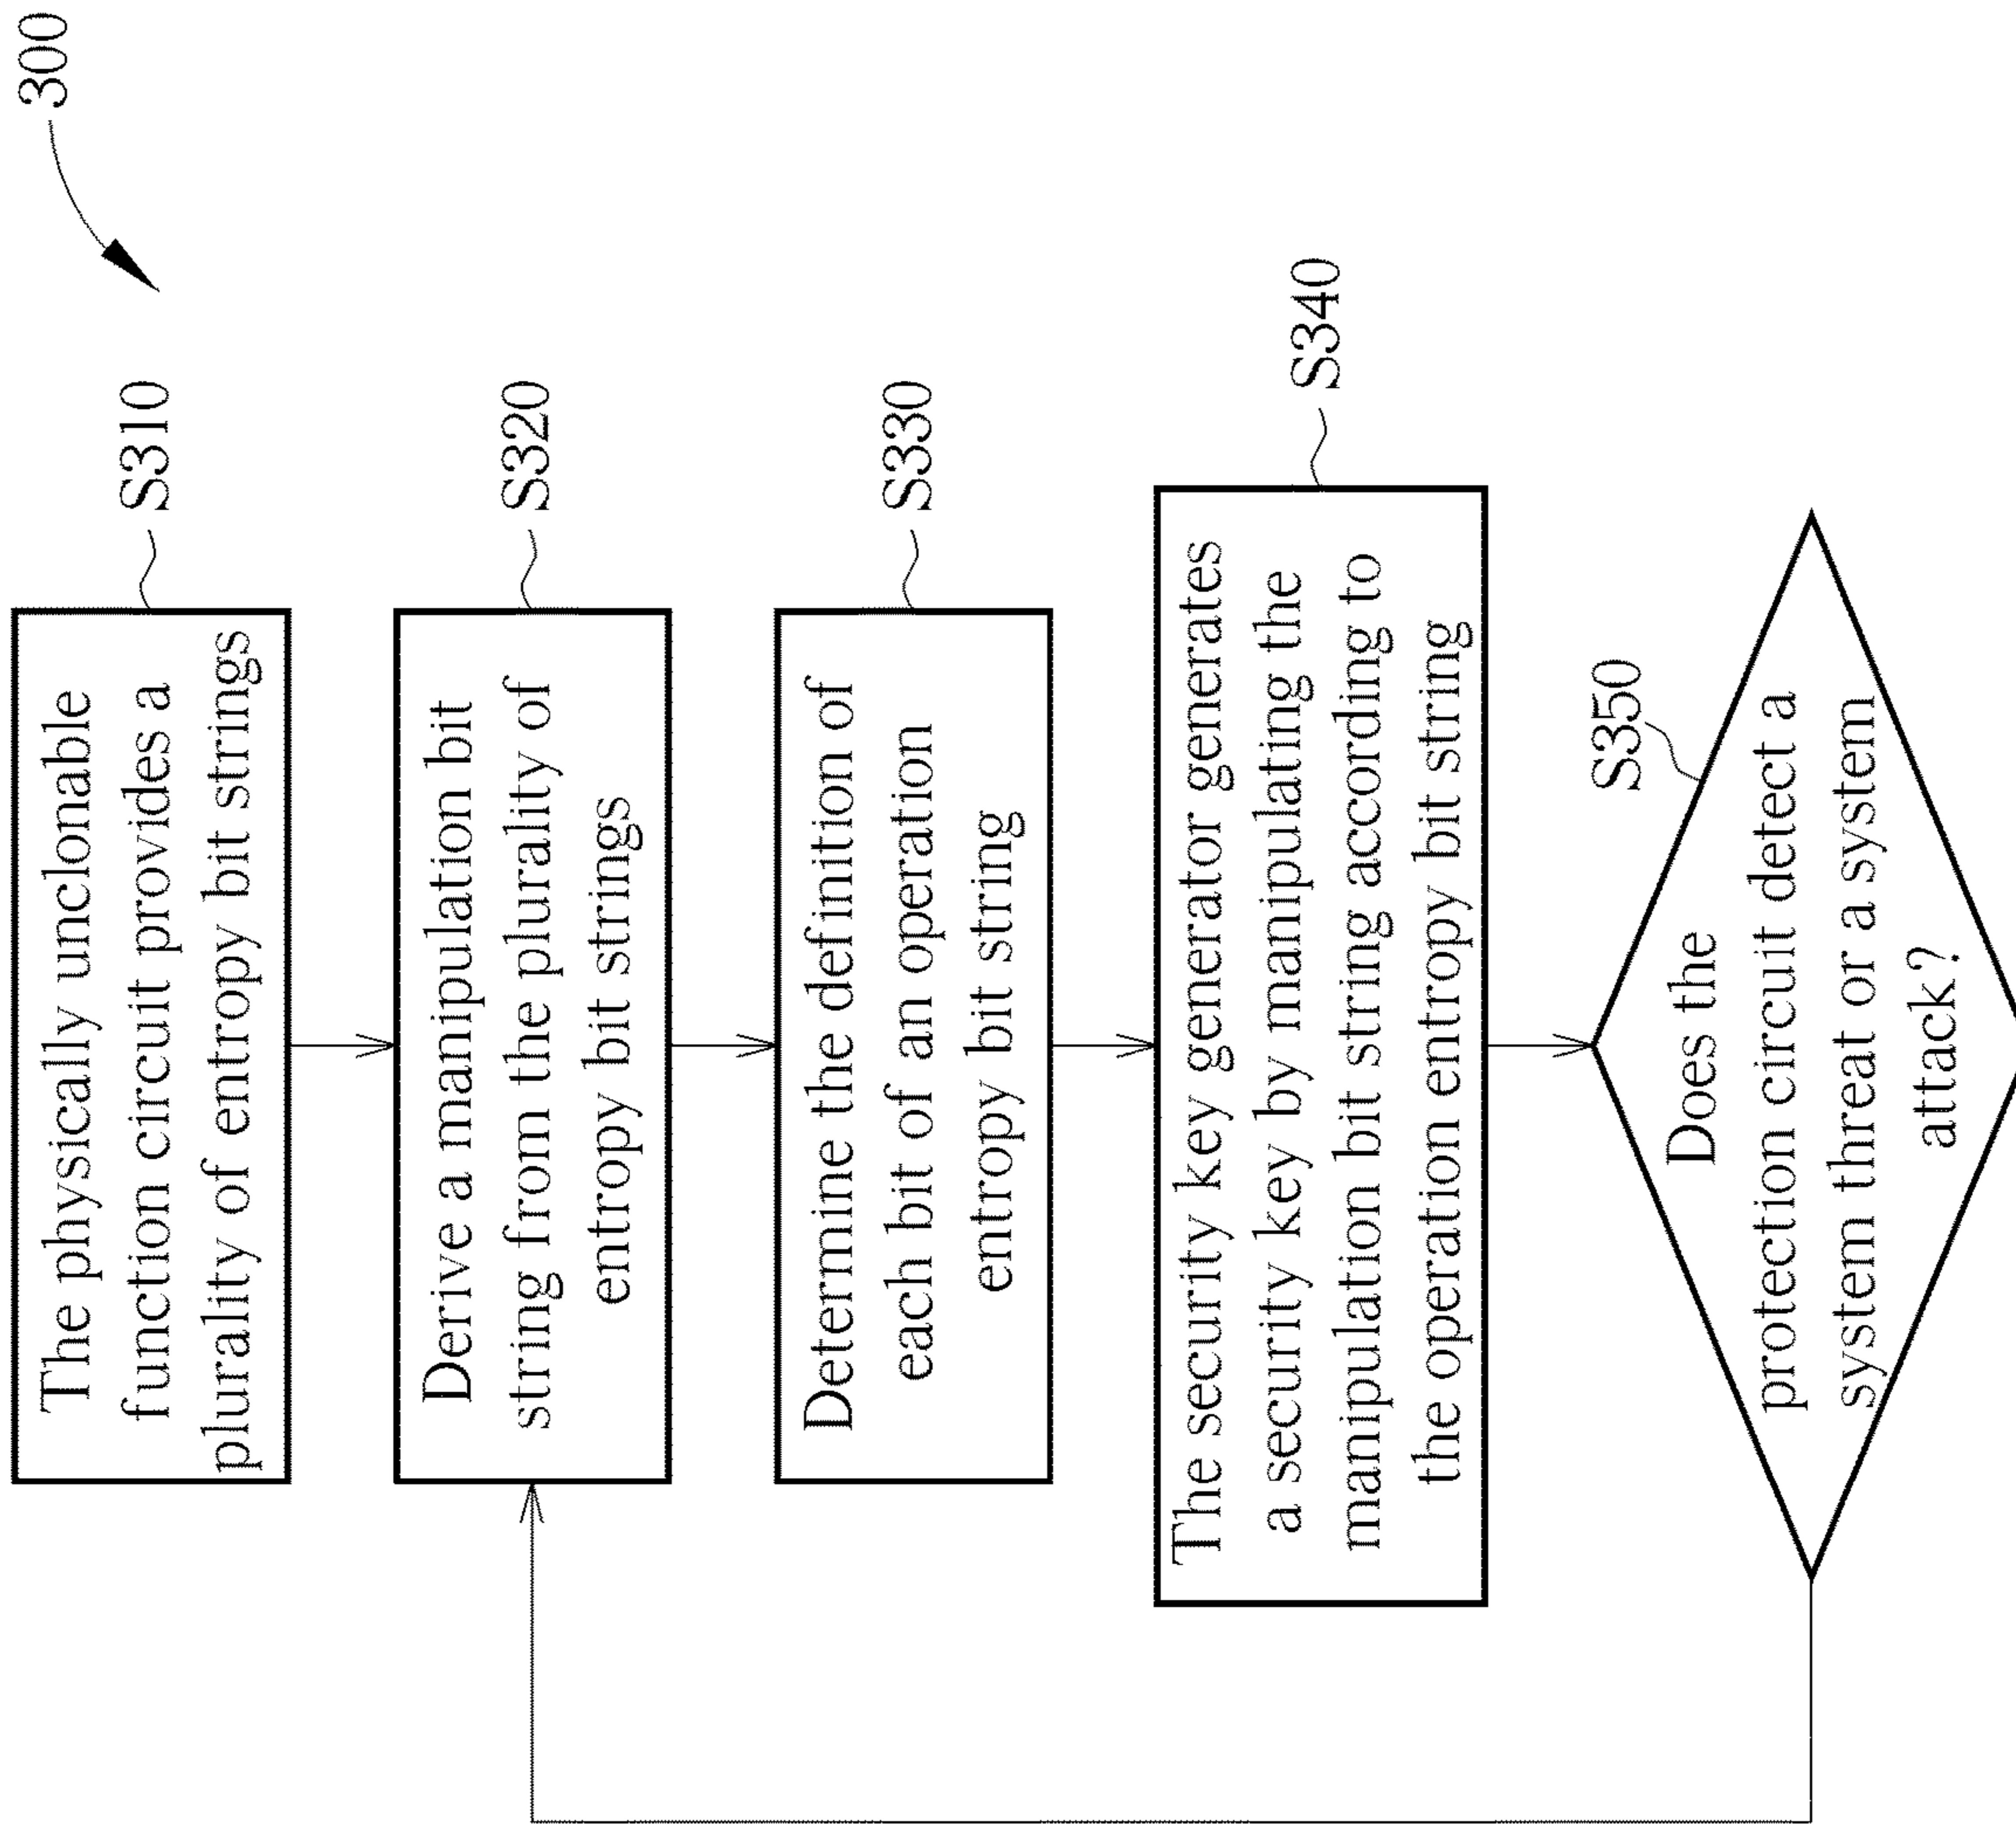 300
The physically unclonable
function circuit provides a
plurality of entropy bit strings
S310
Derive a manipulation bit
string from the plurality of
entropy bit strings
S320
Determine the definition of
each bit of an operation
entropy bit string
S330
The security key generator generates
a security key by manipulating the
manipulation bit string according to
the operation entropy bit string
S340
Does the
protection circuit detect a
system threat or a system
attack?
S350